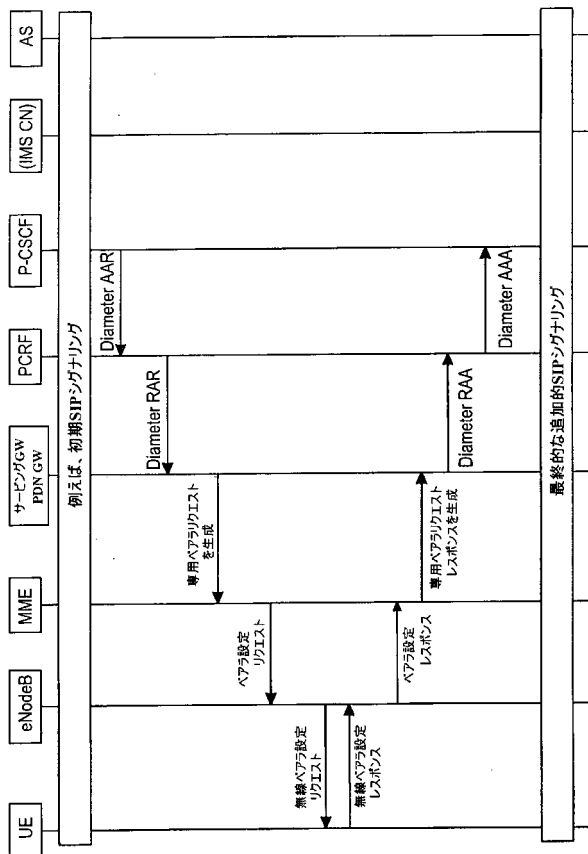 UE
eNodeB
MME
サービングGW
PDN GW
PCRF
P-CSCF
(IMS CN)
AS
例えば、初期SIPシグナリング
Diameter AAR
Diameter RAR
専用ベアラリクエスト
を生成
ベアラ設定
リクエスト
無線ベアラ設定
リクエスト
無線ベアラ設定
レスポンス
ベアラ設定
レスポンス
専用ベアラリクエスト
レスポンスを生成
Diameter RAA
Diameter AAA
最終的な追加的SIPシグナリング